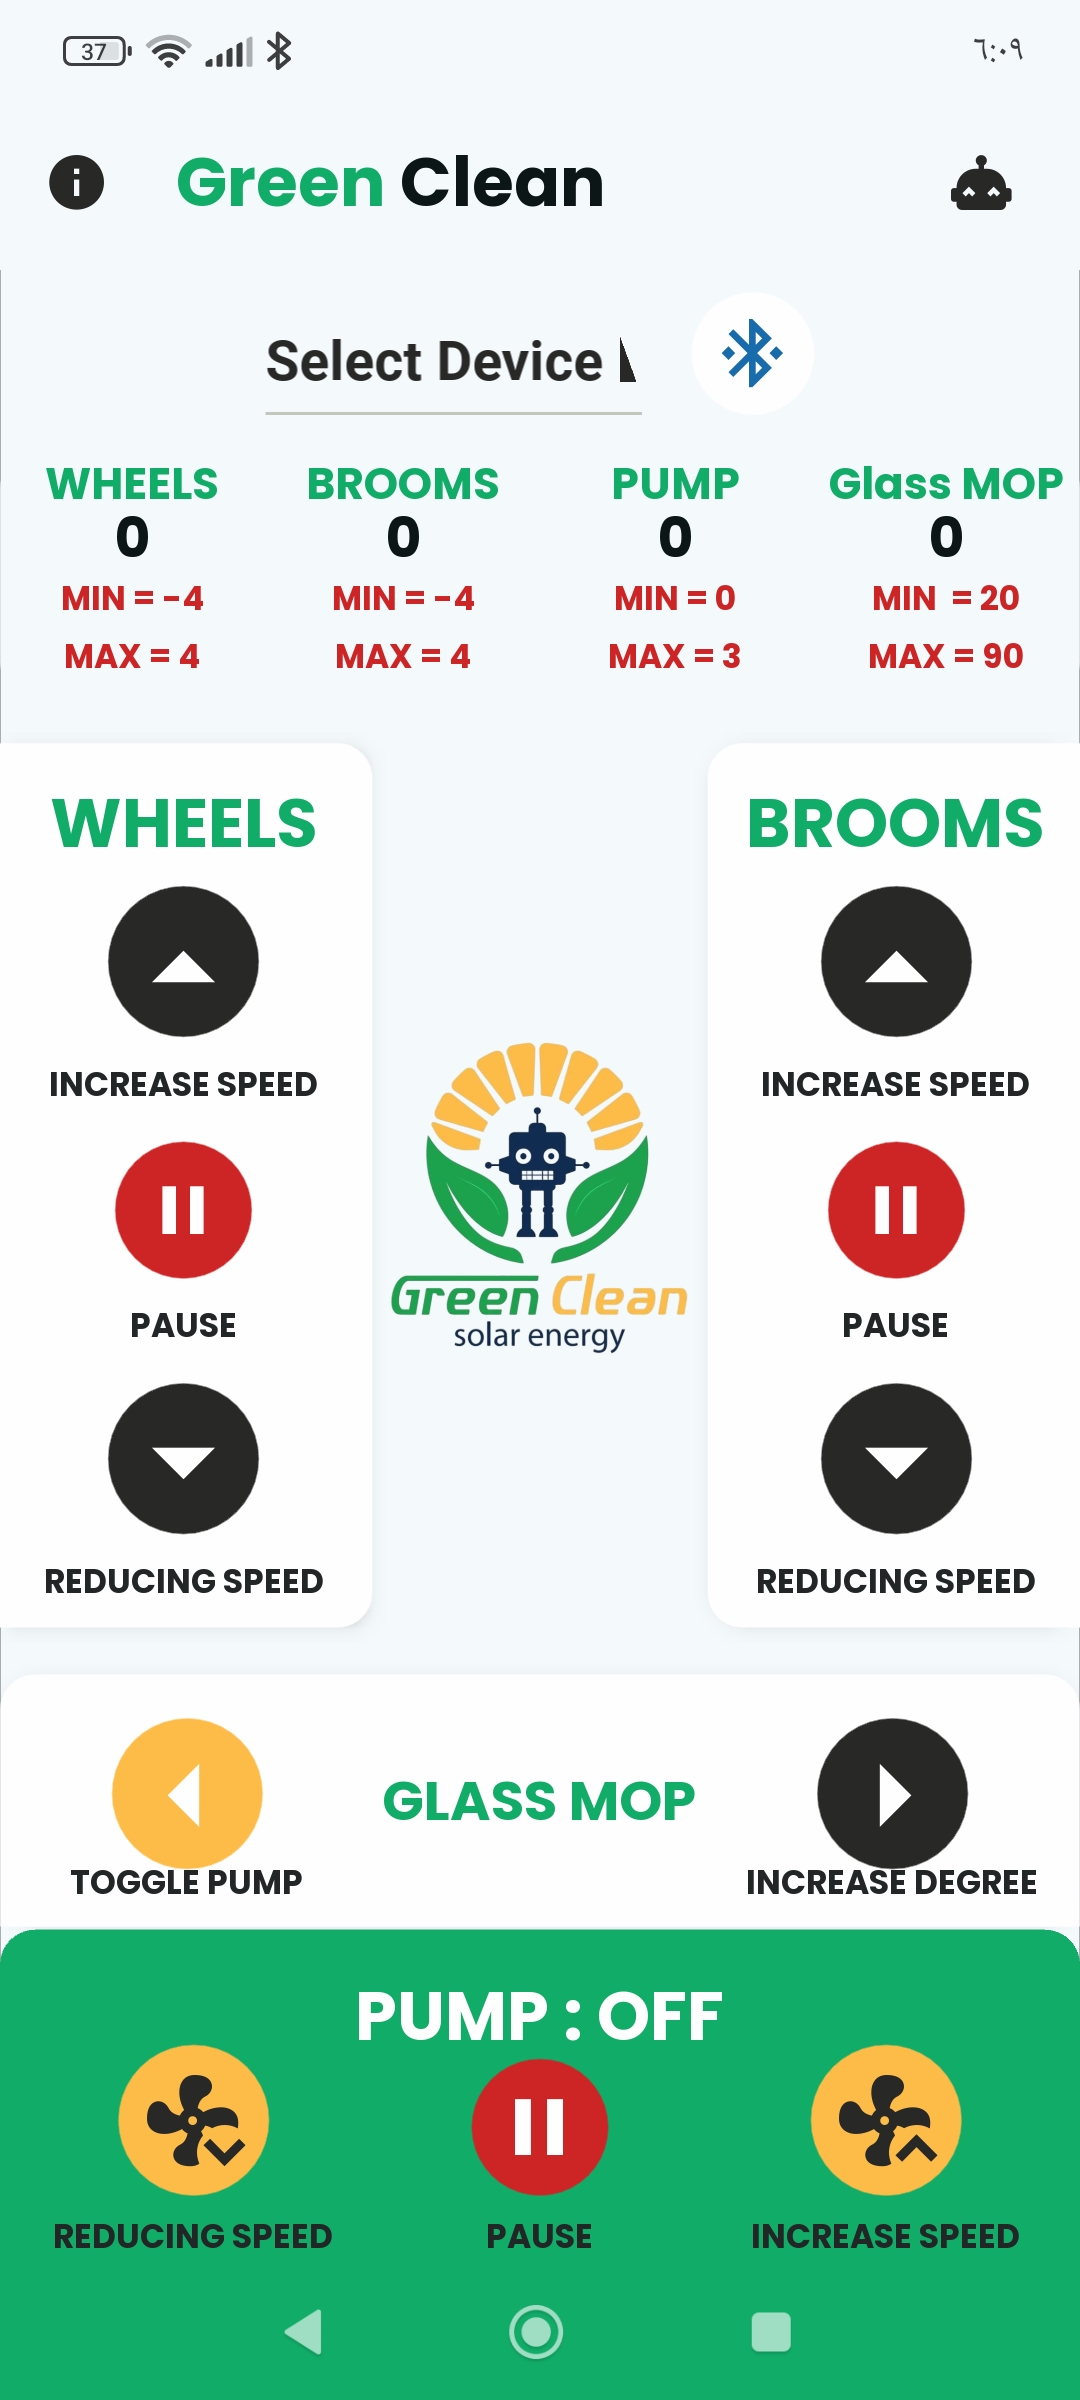 37
٦:٠٩
Green Clean
Select Device
WHEELS BROOMS PUMP Glass MOP
0 0 0 0
MIN = -4 MIN = -4 MIN = 0 MIN = 20
MAX = 4 MAX = 4 MAX = 3 MAX = 90
WHEELS
INCREASE SPEED
PAUSE
REDUCING SPEED
BROOMS
INCREASE SPEED
PAUSE
REDUCING SPEED
Green Clean
solar energy
GLASS MOP
TOGGLE PUMP
INCREASE DEGREE
PUMP : OFF
REDUCING SPEED
PAUSE
INCREASE SPEED